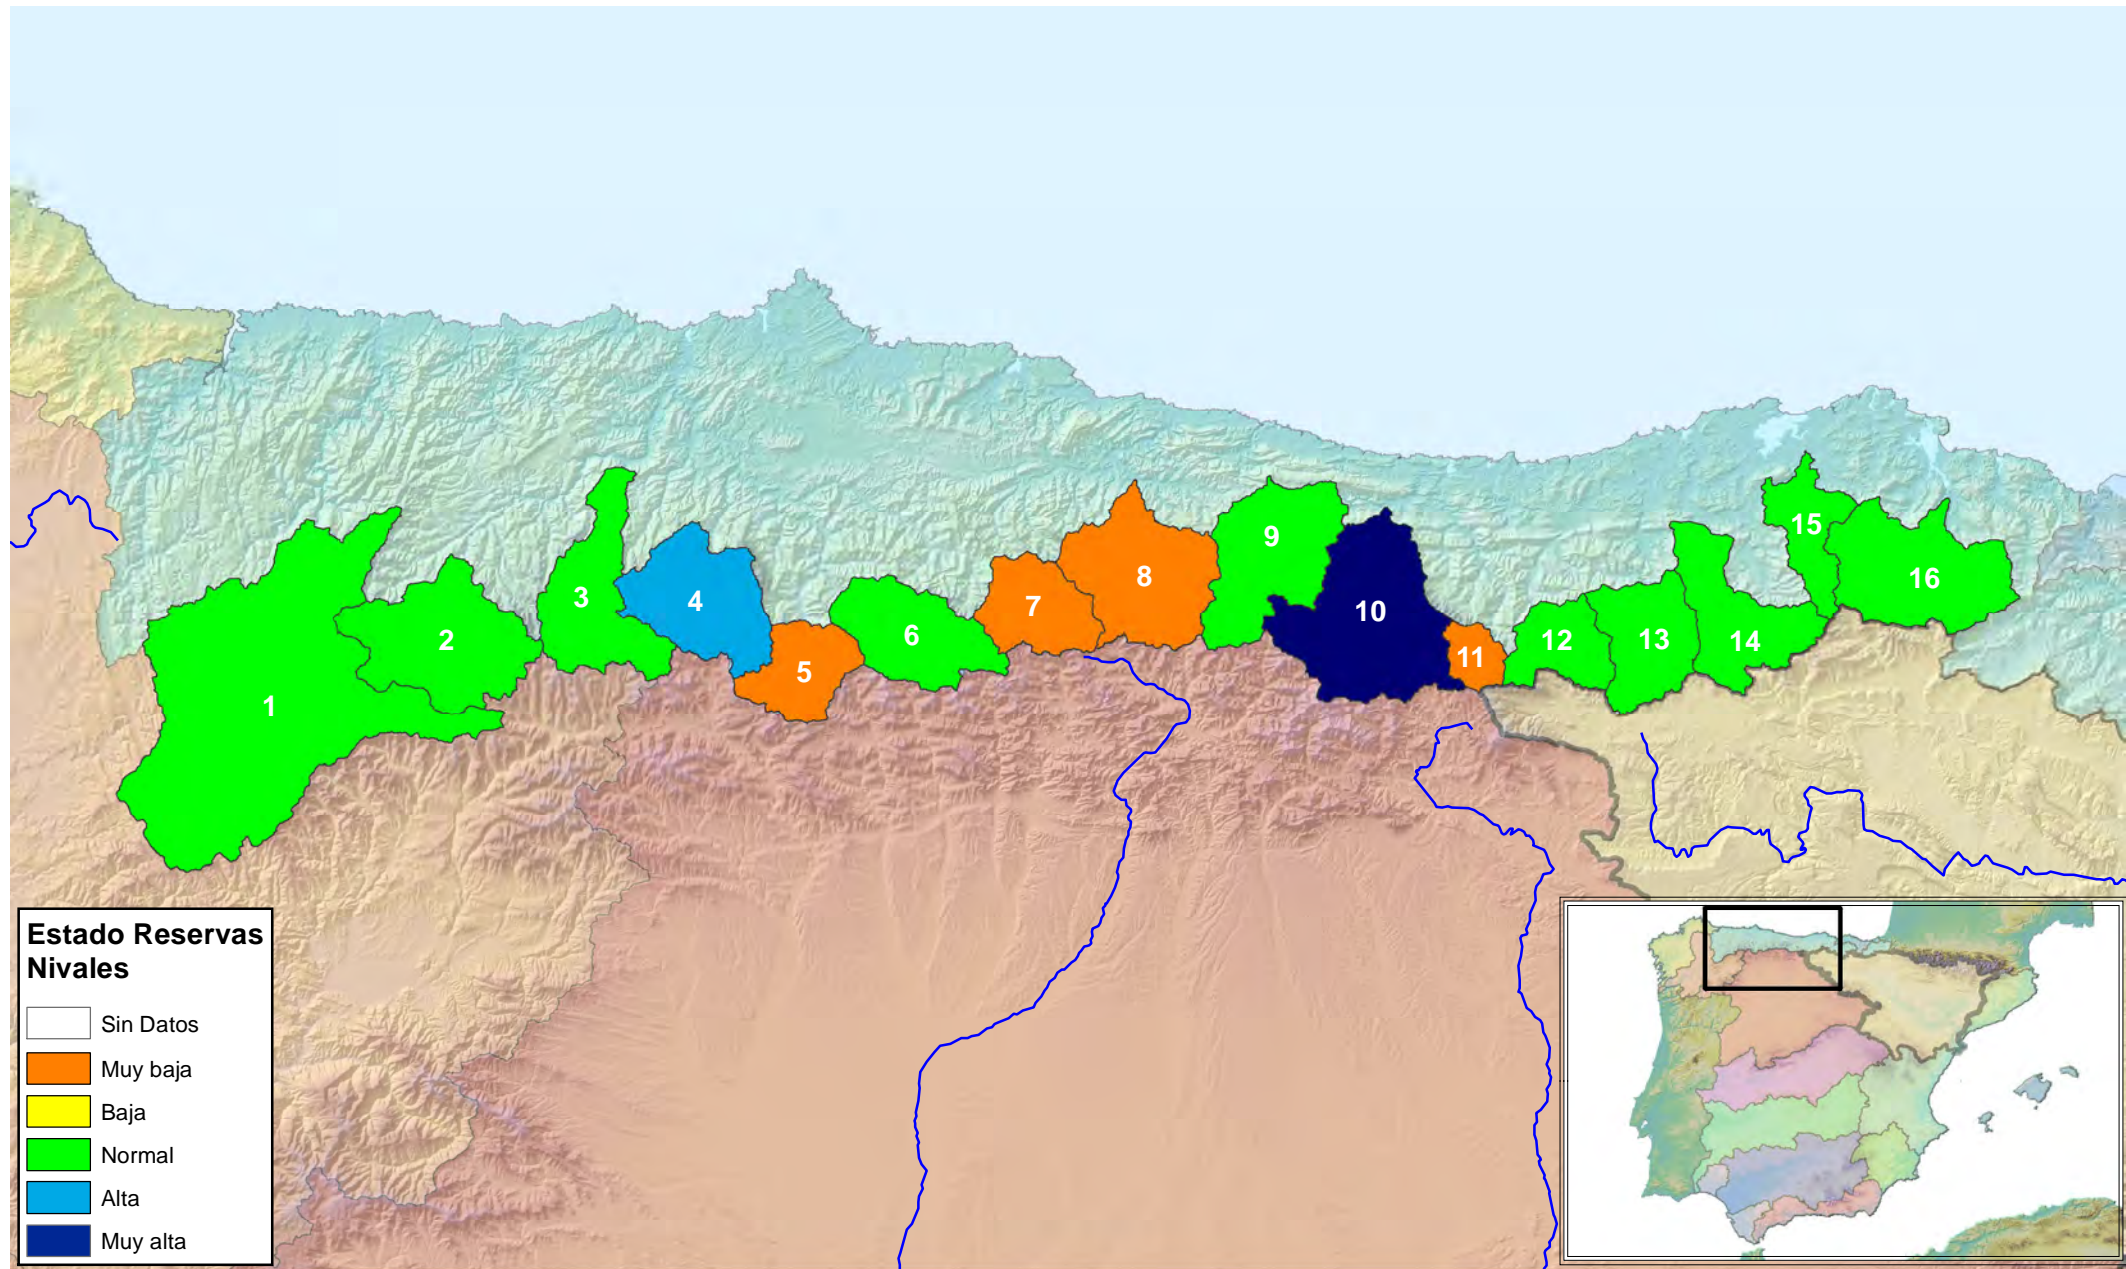 1
2
3
4
5
6
7
8
9
10
11
12
13
14
15
16
Estado Reservas
Nivales
Sin Datos
Muy baja
Baja
Normal
Alta
Muy alta